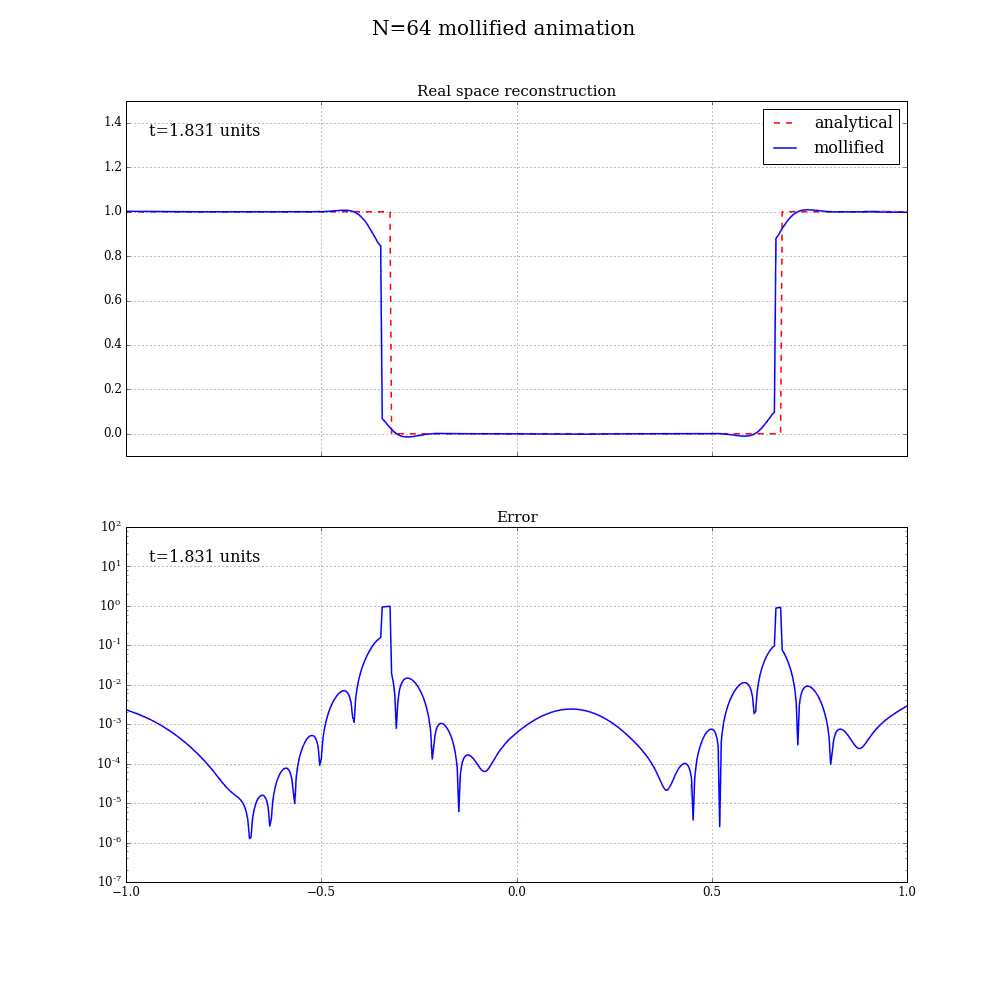 N=64 mollified animation
Real space reconstruction
t=1.831 units
analytical
mollified
1.4
1.2
1.0
0.8
0.6
0.4
0.2
0.0
Error
t=1.831 units
10²
10¹
10⁰
10⁻¹
10⁻²
10⁻³
10⁻⁴
10⁻⁵
10⁻⁶
10⁻⁷
−1.0 −0.5 0.0 0.5 1.0